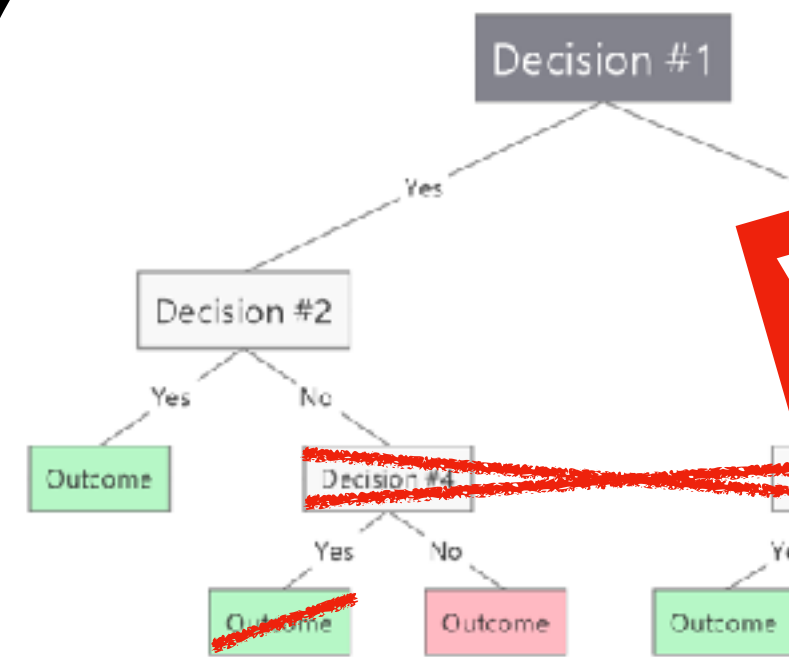 Decision #1
Yes
Decision #2
Yes
No
Outcome
Decision #4
Yes
No
Outcome
Outcome
Outcome